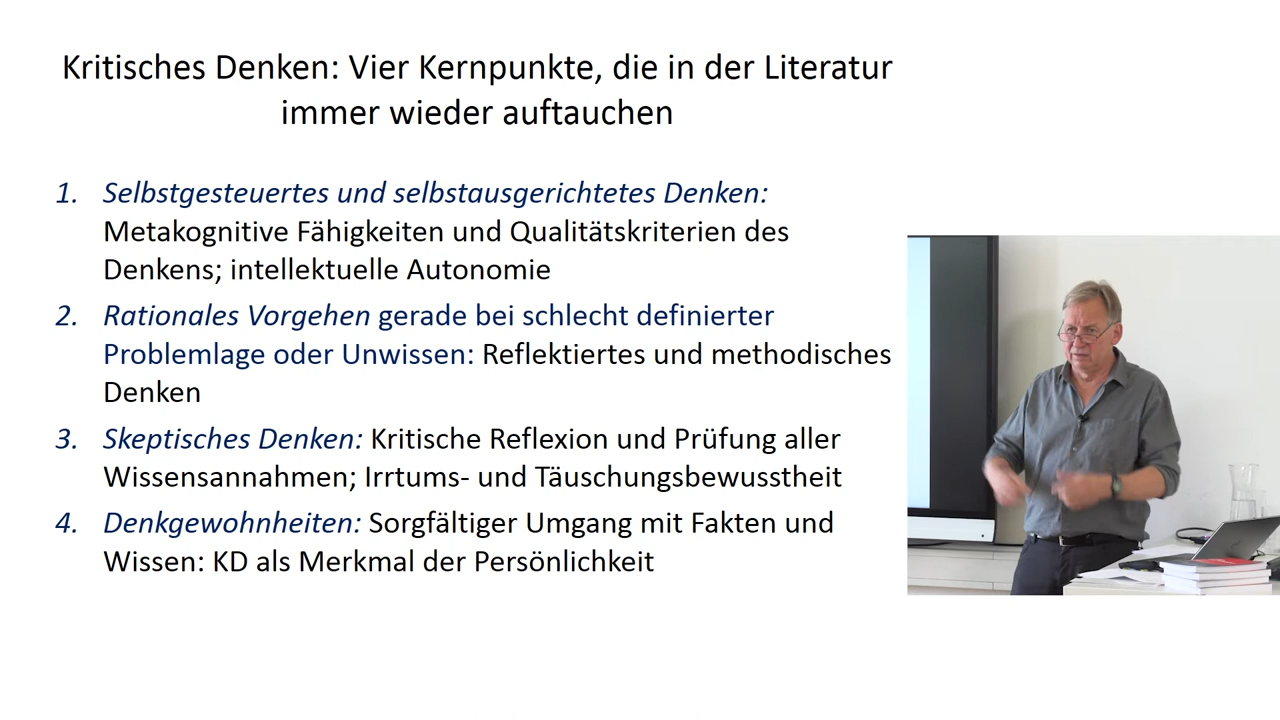 Kritisches Denken: Vier Kernpunkte, die in der Literatur
immer wieder auftauchen
1. Selbstgesteuertes und selbstausgerichtetes Denken:
Metakognitive Fähigkeiten und Qualitätskriterien des
Denkens; intellektuelle Autonomie
2. Rationales Vorgehen gerade bei schlecht definierter
Problemlage oder Unwissen: Reflektiertes und methodisches
Denken
3. Skeptisches Denken: Kritische Reflexion und Prüfung aller
Wissensannahmen; Irrtums- und Täuschungsbewusstheit
4. Denkgewohnheiten: Sorgfältiger Umgang mit Fakten und
Wissen: KD als Merkmal der Persönlichkeit